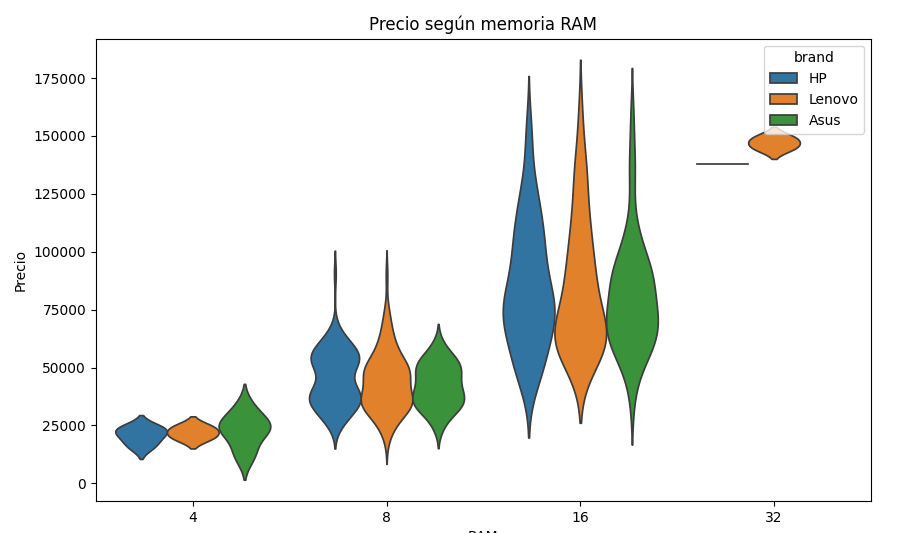 Precio según memoria RAM
brand
HP
Lenovo
Asus
175000
150000
125000
100000
75000
50000
25000
0
Precio
4 8 16 32
RAM